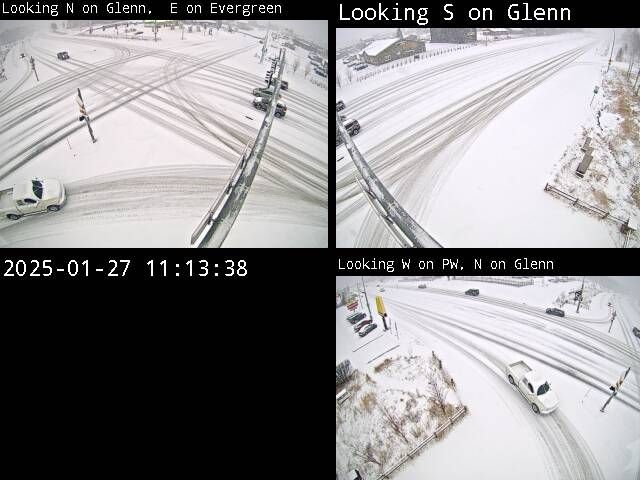 Looking N on Glenn,  E on Evergreen
Looking S on Glenn
2025-01-27 11:13:38
Looking W on PW, N on Glenn